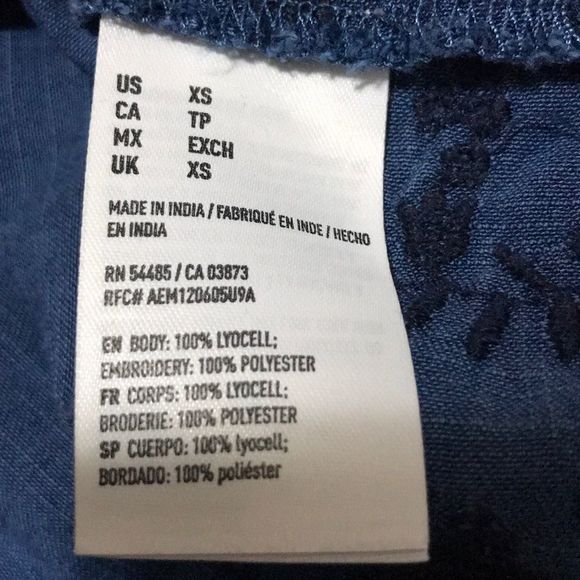 US XS
CA TP
MX EXCH
UK XS
MADE IN INDIA / FABRIQUÉ EN INDE / HECHO
EN INDIA
RN 54485 / CA 03873
RFC# AEM120605U9A
EN BODY: 100% LYOCELL;
EMBROIDERY: 100% POLYESTER
FR CORPS: 100% LYOCELL;
BRODERIE: 100% POLYESTER
SP CUERPO: 100% lyocell;
BORDADO: 100% poliéster